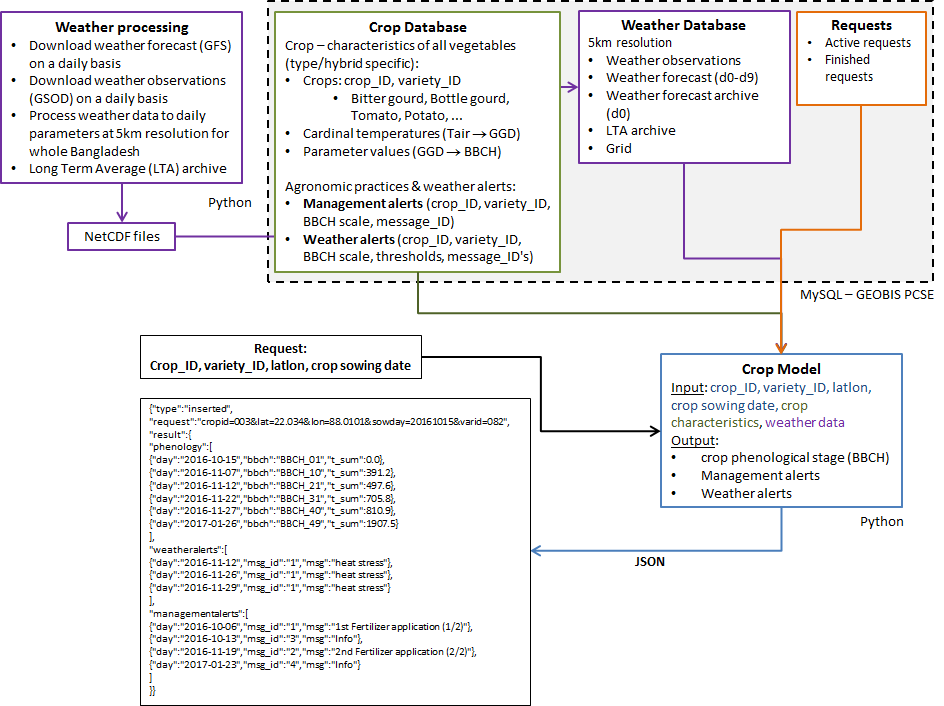 Weather processing
• Download weather forecast (GFS)
on a daily basis
• Download weather observations
(GSOD) on a daily basis
• Process weather data to daily
parameters at 5km resolution for
whole Bangladesh
• Long Term Average (LTA) archive
Python
NetCDF files
Crop Database
Crop – characteristics of all vegetables
(type/hybrid specific):
• Crops: crop_ID, variety_ID
• Bitter gourd, Bottle gourd,
Tomato, Potato, ...
• Cardinal temperatures (Tair → GGD)
• Parameter values (GGD → BBCH)
Agronomic practices & weather alerts:
• Management alerts (crop_ID, variety_ID,
BBCH scale, message_ID)
• Weather alerts (crop_ID, variety_ID,
BBCH scale, thresholds, message_ID's)
Weather Database
5km resolution
• Weather observations
• Weather forecast (d0-d9)
• Weather forecast archive
(d0)
• LTA archive
• Grid
Requests
• Active requests
• Finished
requests
MySQL – GEOBIS PCSE
Request:
Crop_ID, variety_ID, latlon, crop sowing date
Crop Model
Input: crop_ID, variety_ID, latlon,
crop sowing date, crop
characteristics, weather data
Output:
• crop phenological stage (BBCH)
• Management alerts
• Weather alerts
Python
JSON
{"type":"inserted",
"request":"cropid=003&lat=22.034&lon=88.0101&sowday=20161015&varid=082",
"result":{
"phenology":[
{"day":"2016-10-15","bbch":"BBCH_01","t_sum":0.0},
{"day":"2016-11-07","bbch":"BBCH_10","t_sum":391.2},
{"day":"2016-11-12","bbch":"BBCH_21","t_sum":497.6},
{"day":"2016-11-22","bbch":"BBCH_31","t_sum":705.8},
{"day":"2016-11-27","bbch":"BBCH_40","t_sum":810.9},
{"day":"2017-01-26","bbch":"BBCH_49","t_sum":1907.5}
],
"weatheralerts":[
{"day":"2016-11-12","msg_id":"1","msg":"heat stress"},
{"day":"2016-11-26","msg_id":"1","msg":"heat stress"},
{"day":"2016-11-29","msg_id":"1","msg":"heat stress"}
],
"managementalerts":[
{"day":"2016-10-06","msg_id":"1","msg":"1st Fertilizer application (1/2)"},
{"day":"2016-10-13","msg_id":"3","msg":"Info"},
{"day":"2016-11-19","msg_id":"2","msg":"2nd Fertilizer application (2/2)"},
{"day":"2017-01-23","msg_id":"4","msg":"Info"}
]
}}